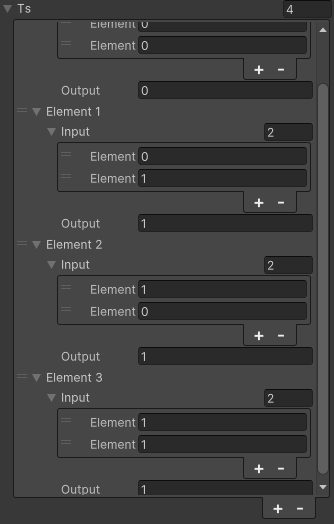 Ts 4
Element 0
Element 0
+ -
Output 0
Element 1
Input 2
Element 0
Element 1
+ -
Output 1
Element 2
Input 2
Element 1
Element 0
+ -
Output 1
Element 3
Input 2
Element 1
Element 1
+ -
Output 1
+ -